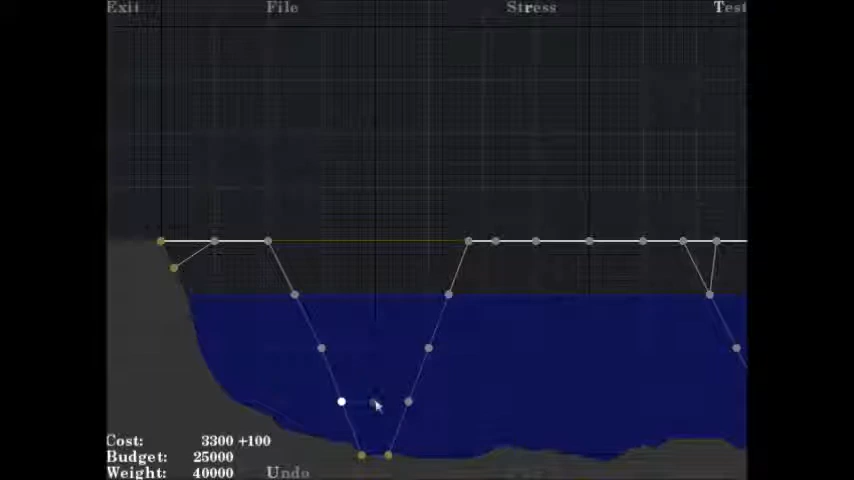 Exit File Stress Test
Cost: 3300 +100
Budget: 25000
Weight: 40000 Undo